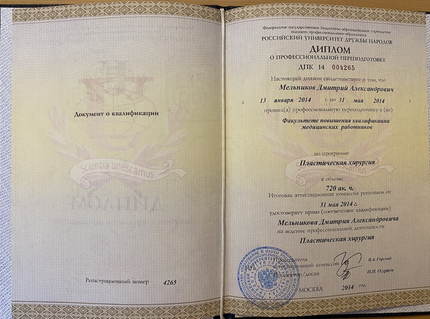 Документ о квалификации
Scientia unescamus
Регистрационный номер 4265
Федеральное государственное бюджетное образовательное учреждение
высшего профессионального образования
РОССИЙСКИЙ УНИВЕРСИТЕТ ДРУЖБЫ НАРОДОВ
ДИПЛОМ
О ПРОФЕССИОНАЛЬНОЙ ПЕРЕПОДГОТОВКЕ
ДПК 14 004265
Настоящий диплом свидетельствует о том, что
Мельников Дмитрий Александрович
с 13 января 2014 г. по 31 мая 2014 г.
прошел(а) профессиональную переподготовку в (на)
Факультете повышения квалификации
медицинских работников
по программе
Пластическая хирургия
в объеме
720 ак. ч.
Итоговая аттестационная комиссия решением от
31 мая 2014 г.
удостоверяет право (соответствие квалификации)
Мельникова Дмитрия Александровича
на ведение профессиональной деятельности
Пластическая хирургия
МОСКВА 2014 год